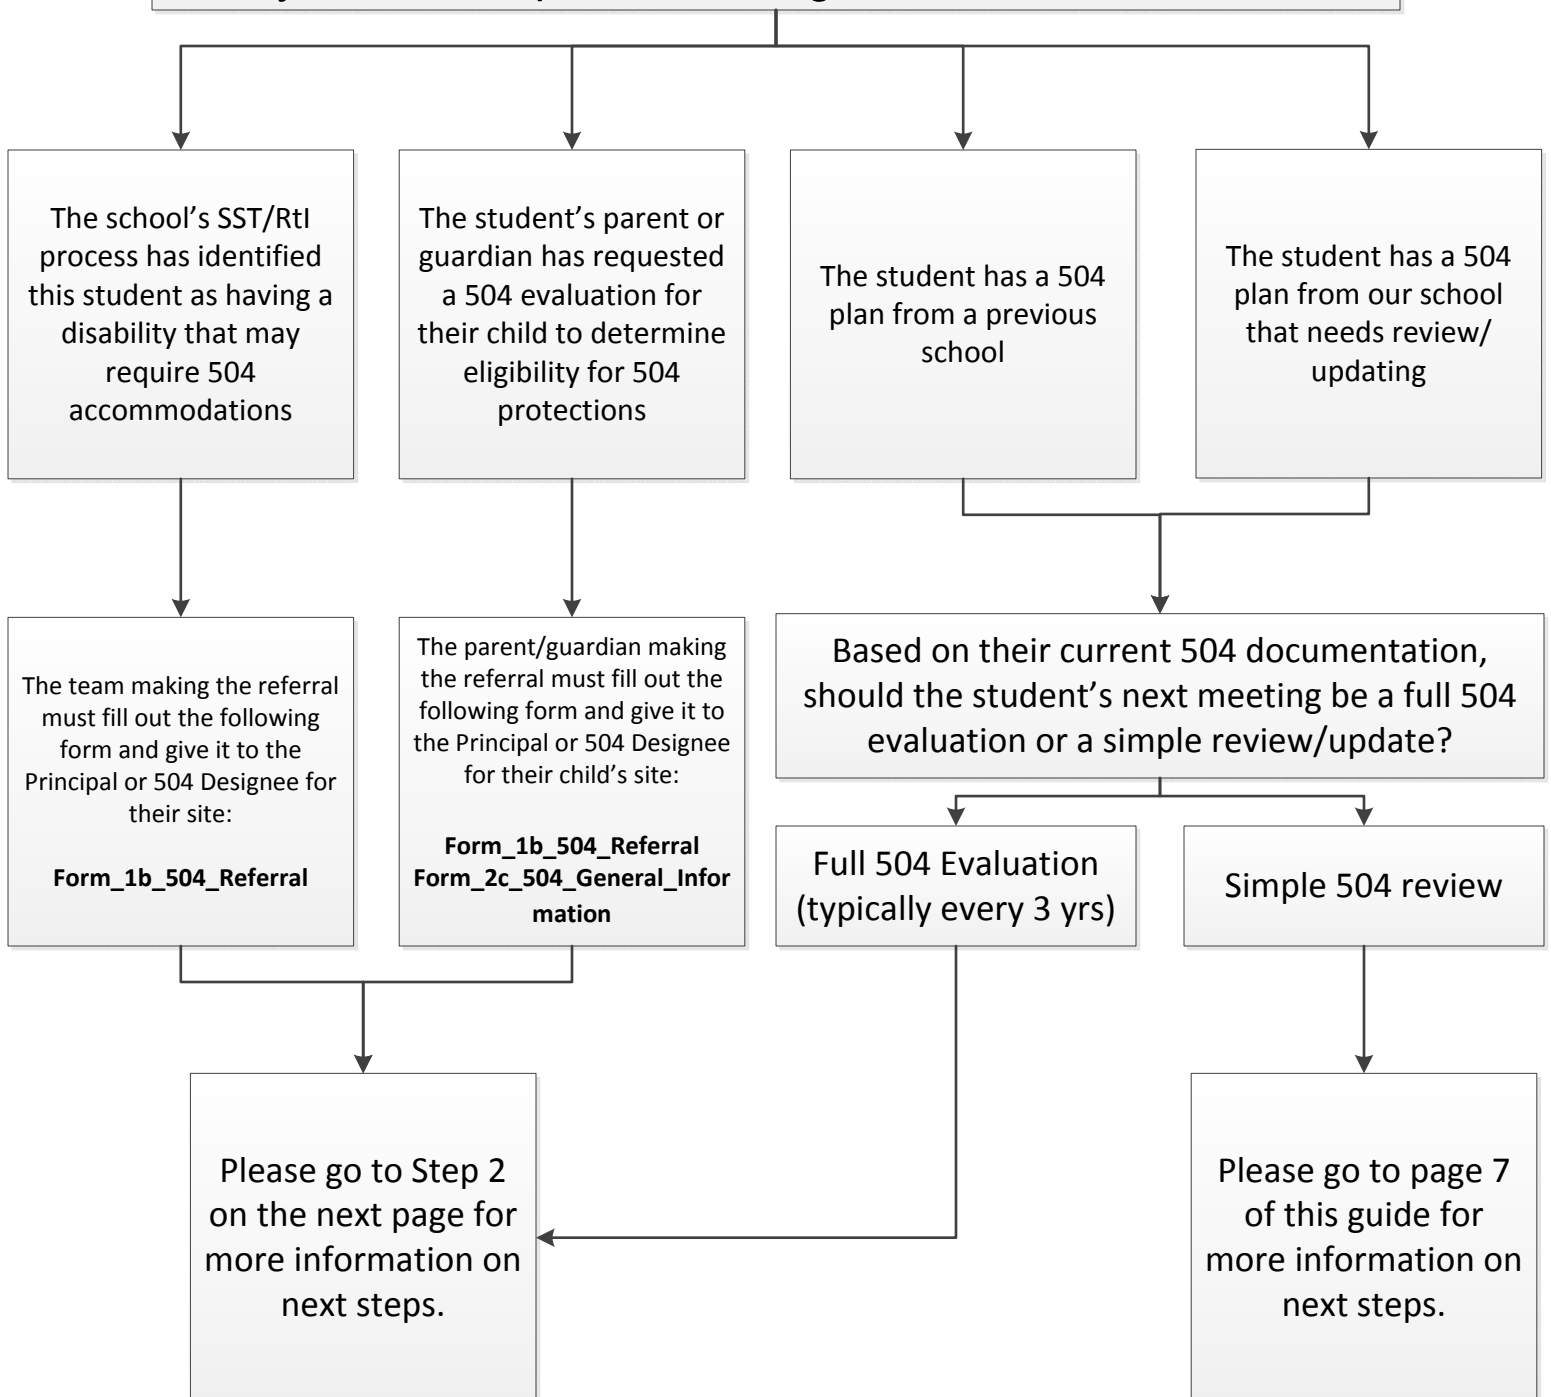 The school's SST/RtI
process has identified
this student as having a
disability that may
require 504
accommodations
The student's parent or
guardian has requested
a 504 evaluation for
their child to determine
eligibility for 504
protections
The student has a 504
plan from a previous
school
The student has a 504
plan from our school
that needs review/
updating
The team making the referral
must fill out the following
form and give it to the
Principal or 504 Designee for
their site:
Form_1b_504_Referral
The parent/guardian making
the referral must fill out the
following form and give it to
the Principal or 504 Designee
for their child's site:
Form_1b_504_Referral
Form_2c_504_General_Infor
mation
Based on their current 504 documentation,
should the student's next meeting be a full 504
evaluation or a simple review/update?
Full 504 Evaluation
(typically every 3 yrs)
Simple 504 review
Please go to Step 2
on the next page for
more information on
next steps.
Please go to page 7
of this guide for
more information on
next steps.